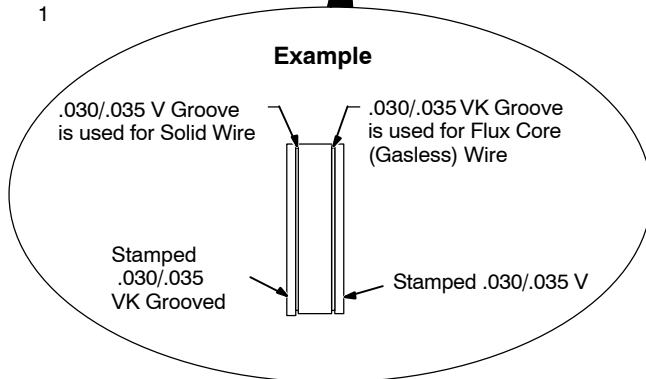 1
Example
.030/.035 V Groove
is used for Solid Wire
.030/.035 VK Groove
is used for Flux Core
(Gasless) Wire
Stamped
.030/.035
VK Grooved
Stamped .030/.035 V